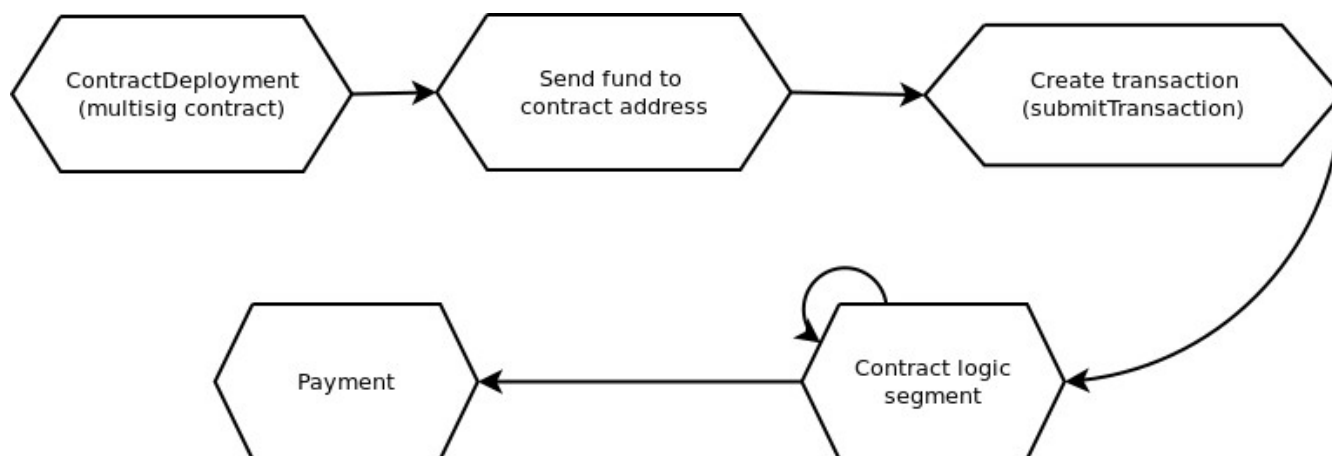 ContractDeployment
(multisig contract)
Send fund to
contract address
Create transaction
(submitTransaction)
Payment
Contract logic
segment